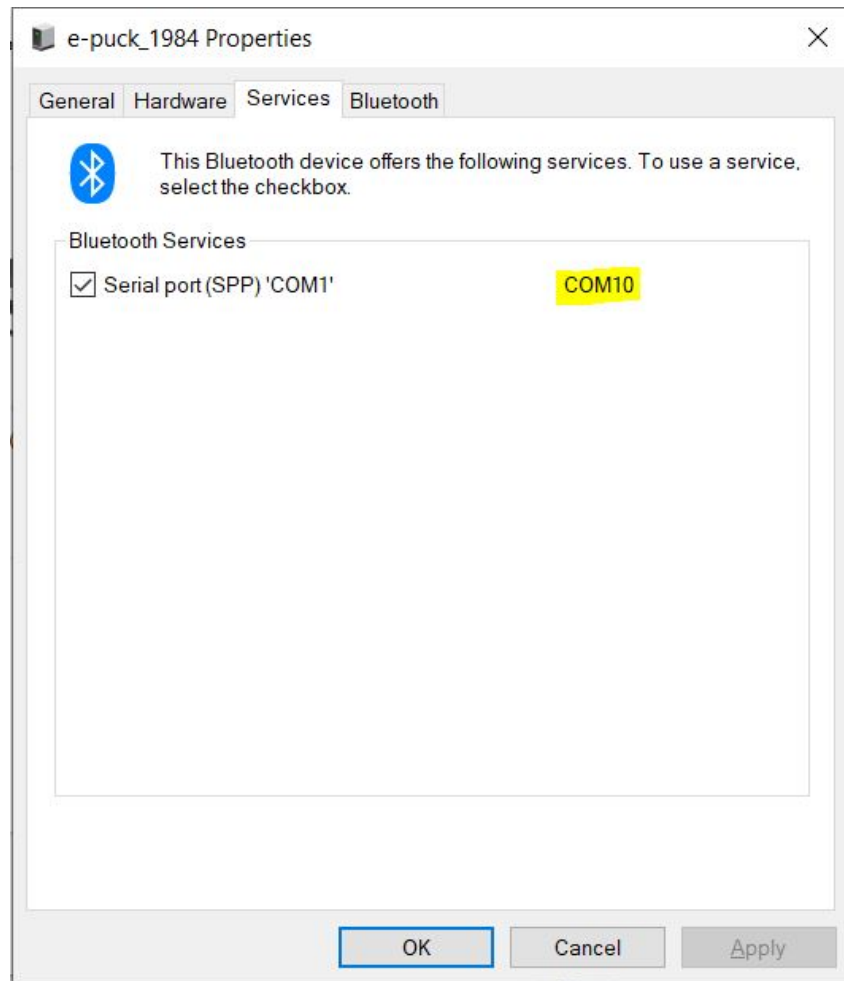 e-puck_1984 Properties
General Hardware Services Bluetooth
This Bluetooth device offers the following services. To use a service,
select the checkbox.
Bluetooth Services
Serial port (SPP) 'COM1' COM10
OK Cancel Apply